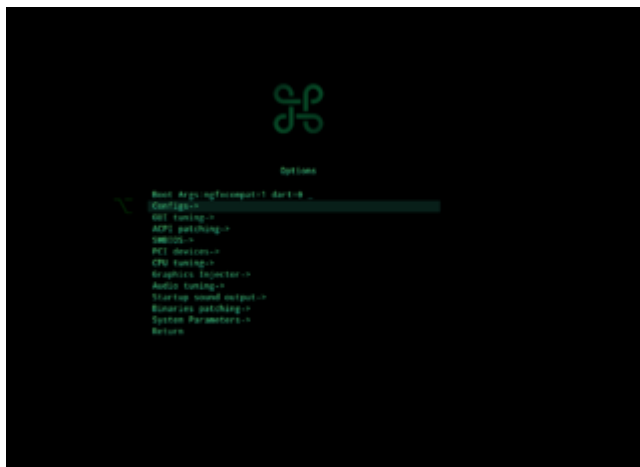 Options
Boot Args:ngfxcompat=1 dart=0 _
Configs->
GUI tuning->
ACPI patching->
SMBIOS->
PCI devices->
CPU tuning->
Graphics Injector->
Audio tuning->
Startup sound output->
Binaries patching->
System Parameters->
Return